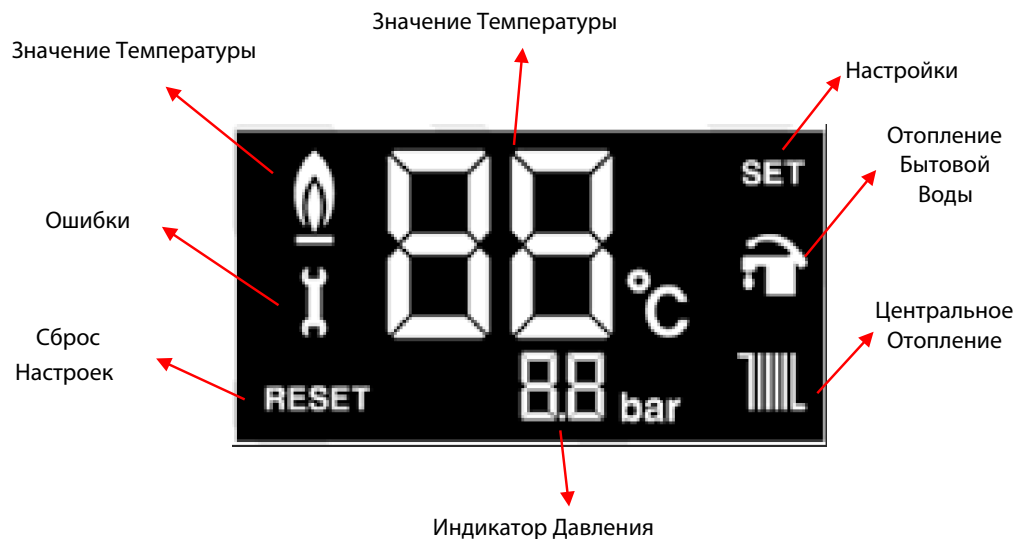 Значение Температуры
Значение Температуры
Настройки
Отопление
Бытовой
Воды
SET
Ошибки
88
°C
Центральное
Отопление
Сброс
Настроек
RESET
8.8 bar
Индикатор Давления